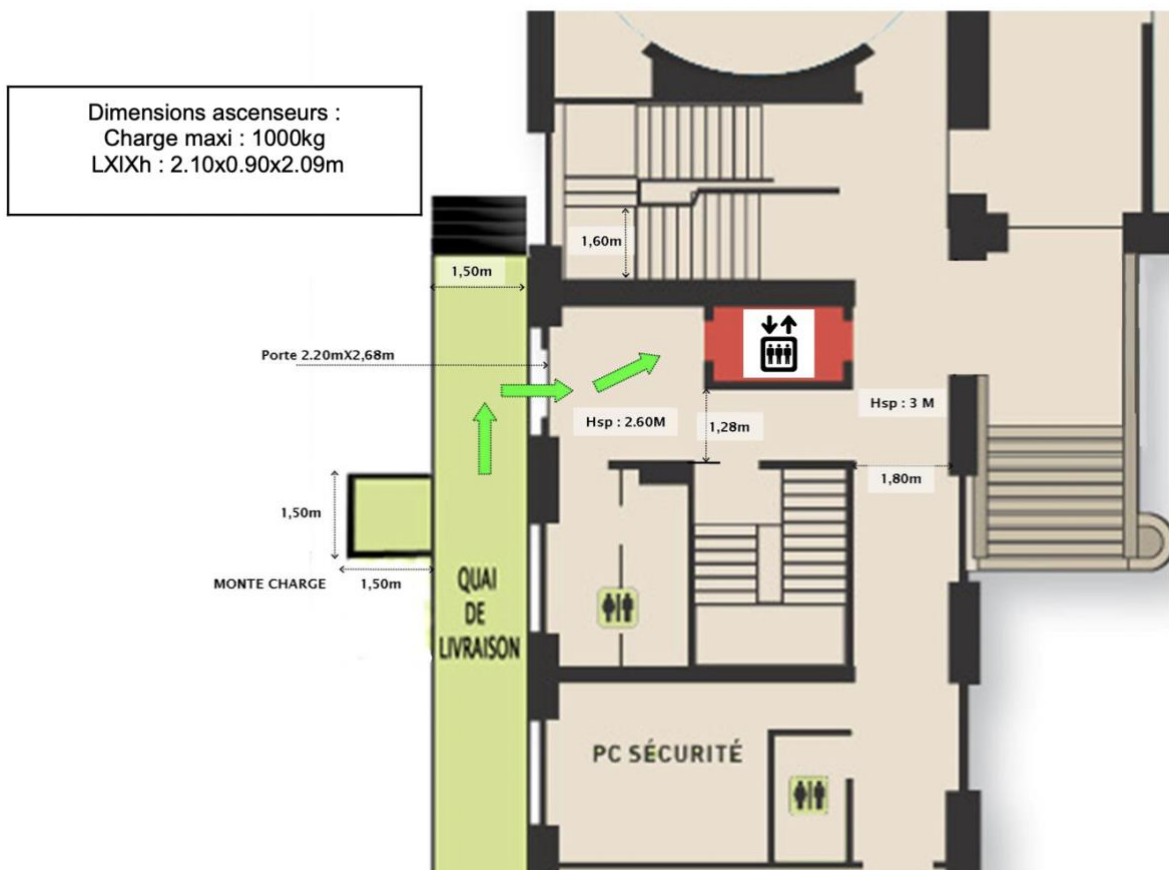 Dimensions ascenseurs :
Charge maxi : 1000kg
LXlXh : 2.10x0.90x2.09m
1,60m
1,50m
Porte 2.20mX2,68m
Hsp : 3 M
Hsp : 2.60M
1,28m
1,80m
1,50m
MONTE CHARGE
1,50m
QUAI
DE
LIVRAISON
PC SÉCURITÉ